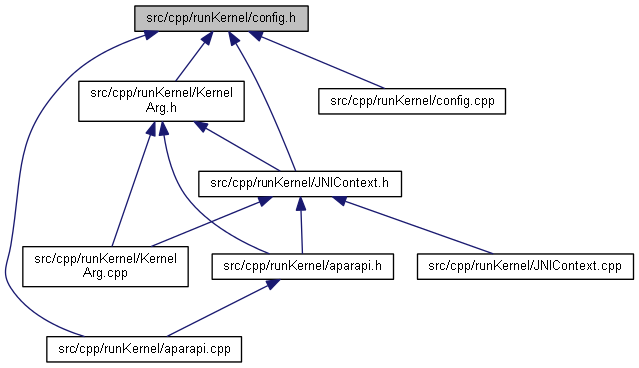 src/cpp/runKernel/config.h
src/cpp/runKernel/Kernel
Arg.h
src/cpp/runKernel/config.cpp
src/cpp/runKernel/JNIContext.h
src/cpp/runKernel/Kernel
Arg.cpp
src/cpp/runKernel/aparapi.h
src/cpp/runKernel/JNIContext.cpp
src/cpp/runKernel/aparapi.cpp